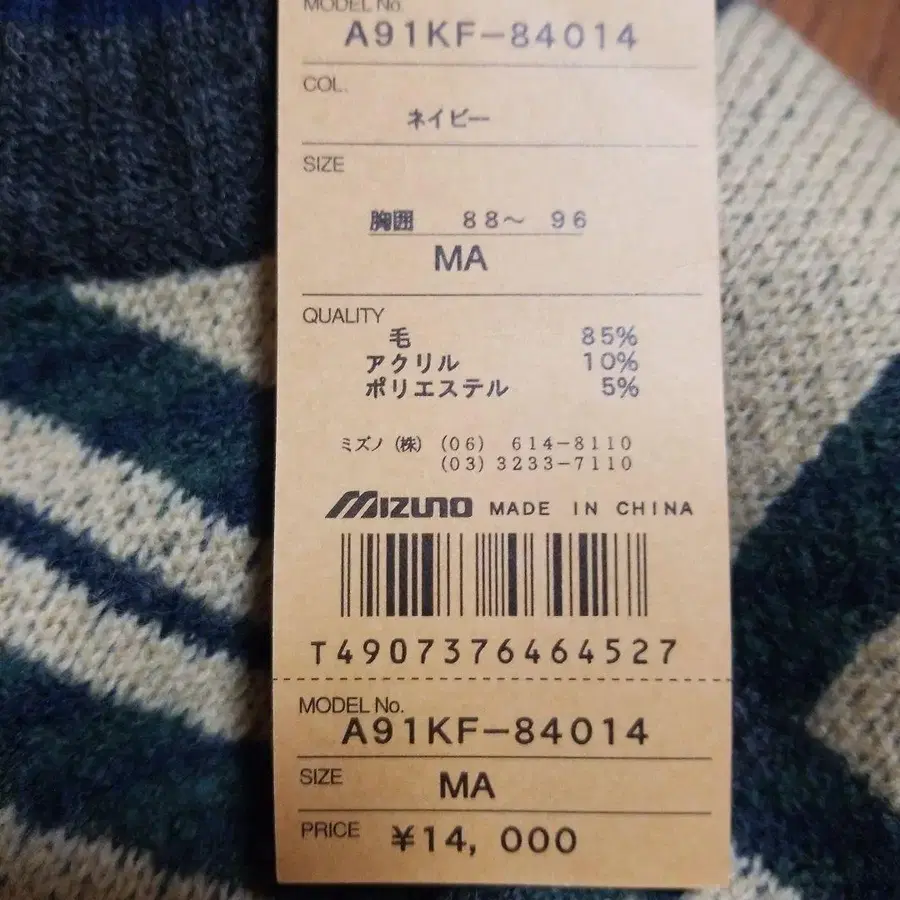 MODEL No.
A91KF-84014
COL.
ネイビー
SIZE
胸囲 88～ 96
MA
QUALITY
毛 85%
アクリル 10%
ポリエステル 5%
ミズノ(株) (06) 614-8110
(03) 3233-7110
MIZUNO MADE IN CHINA
T4907376464527
MODEL No.
A91KF-84014
SIZE
MA
PRICE ¥14, 000